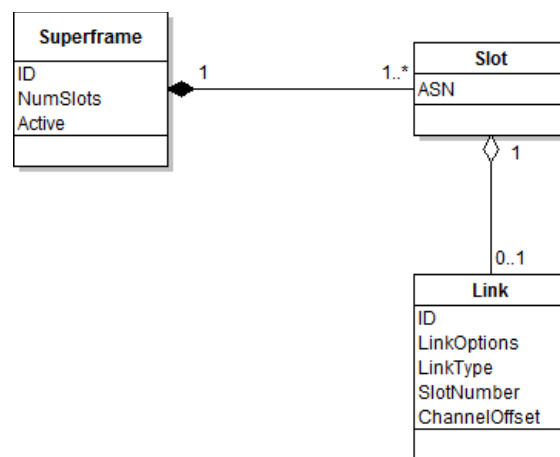 Superframe
ID
NumSlots
Active
1
1..*
Slot
ASN
1
0..1
Link
ID
LinkOptions
LinkType
SlotNumber
ChannelOffset